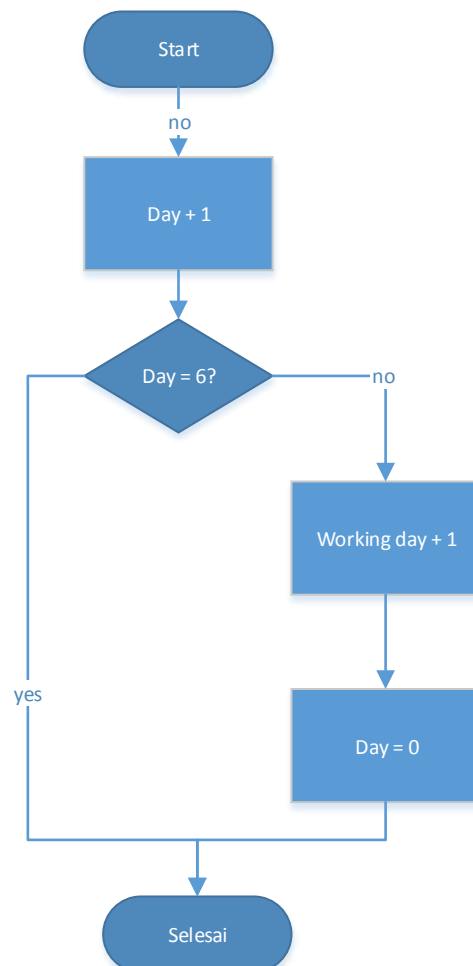 Start
no
Day + 1
Day = 6?
no
Working day + 1
yes
Day = 0
Selesai